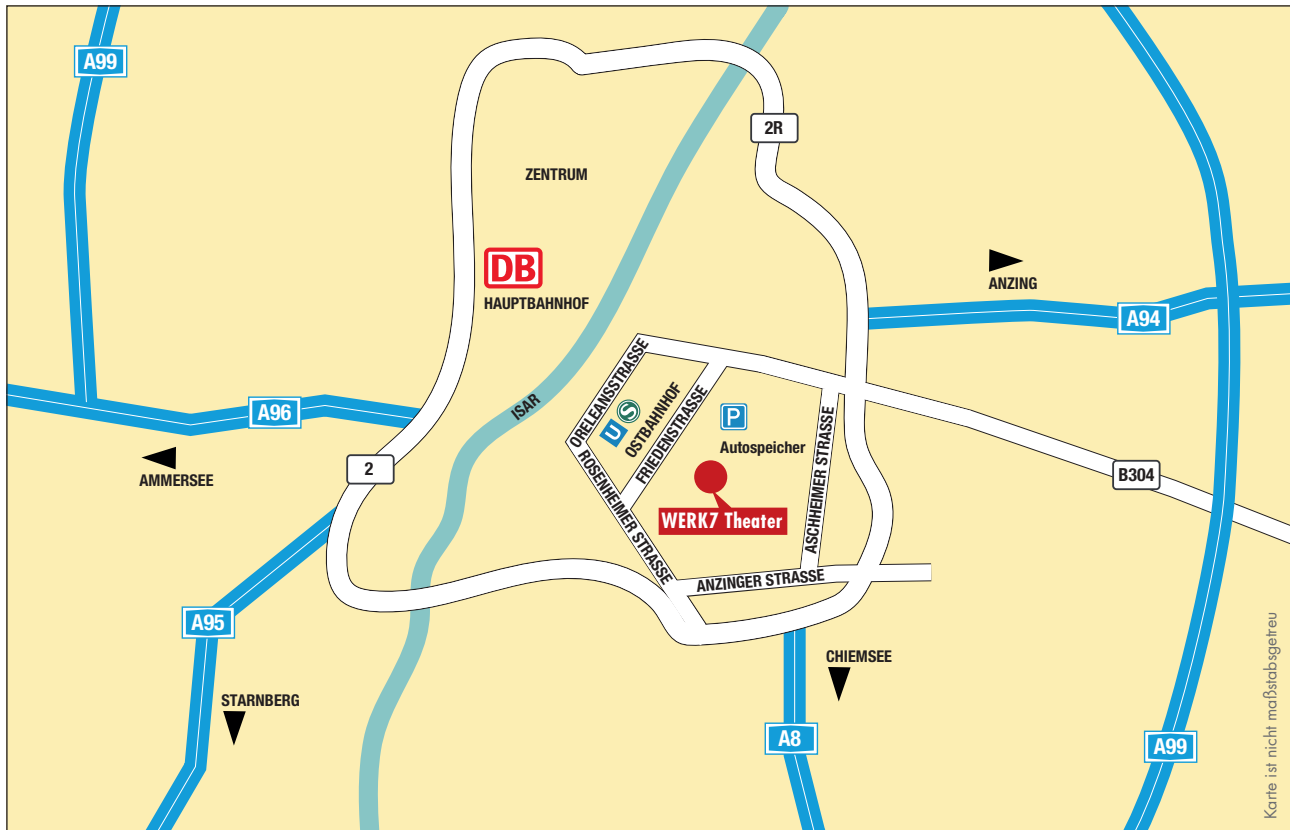 A99
2R
ZENTRUM
DB
HAUPTBAHNHOF
ANZING
A94
ORELEANSSTRASSE
ISAR
A96
U
S
OSTBAHNHOF
FRIEDENSTRASSE
P
Autospeicher
ASCHHEIMER STRASSE
2
AMMERSEE
ROSENHEIMER STRASSE
B304
WERK7 Theater
ANZINGER STRASSE
A95
CHIEMSEE
STARNBERG
A8
A99
Karte ist nicht maßstabsgetreu